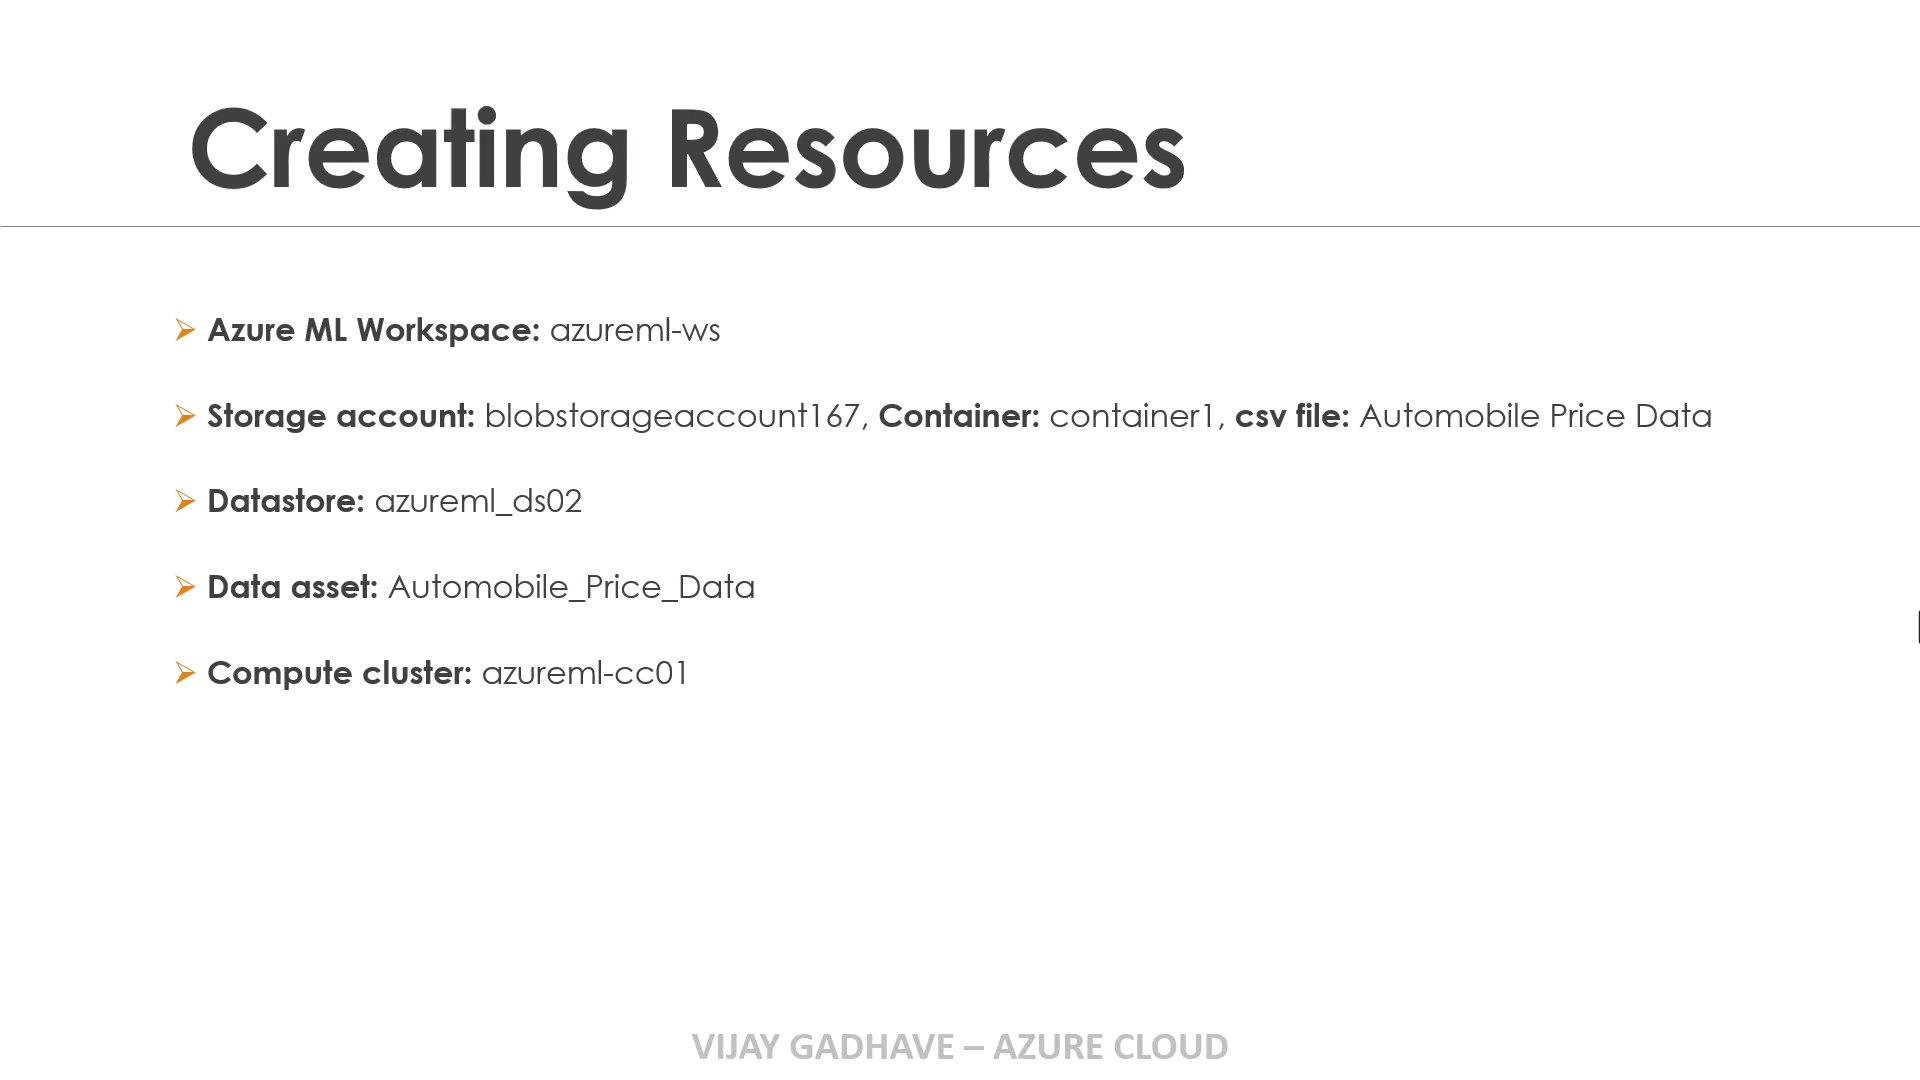 Creating Resources
Azure ML Workspace: azureml-ws
Storage account: blobstorageaccount167, Container: container1, csv file: Automobile Price Data
Datastore: azureml_ds02
Data asset: Automobile_Price_Data
Compute cluster: azureml-cc01
VIJAY GADHAVE – AZURE CLOUD